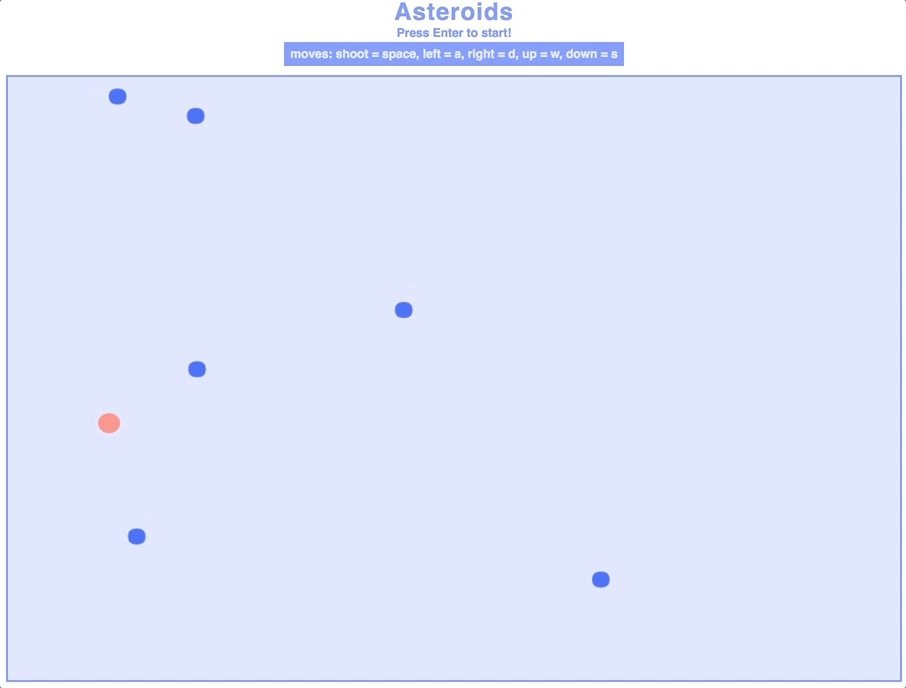 Asteroids
Press Enter to start!
moves: shoot = space, left = a, right = d, up = w, down = s